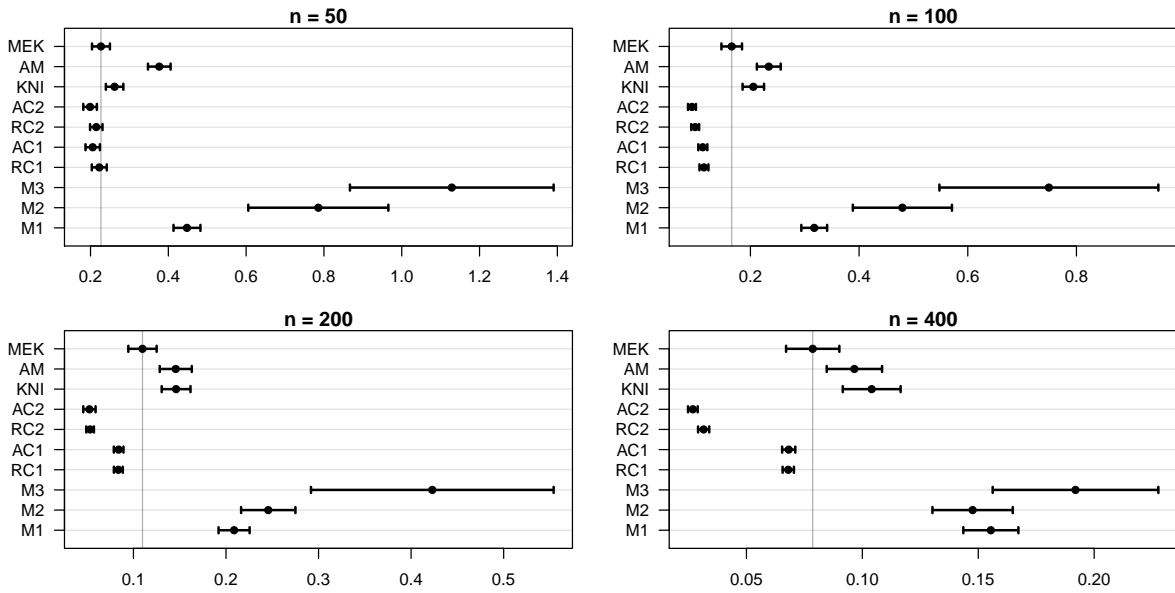 n = 50
MEK
AM
KNI
AC2
RC2
AC1
RC1
M3
M2
M1
0.2 0.4 0.6 0.8 1.0 1.2 1.4
n = 100
MEK
AM
KNI
AC2
RC2
AC1
RC1
M3
M2
M1
0.2 0.4 0.6 0.8
n = 200
MEK
AM
KNI
AC2
RC2
AC1
RC1
M3
M2
M1
0.1 0.2 0.3 0.4 0.5
n = 400
MEK
AM
KNI
AC2
RC2
AC1
RC1
M3
M2
M1
0.05 0.10 0.15 0.20